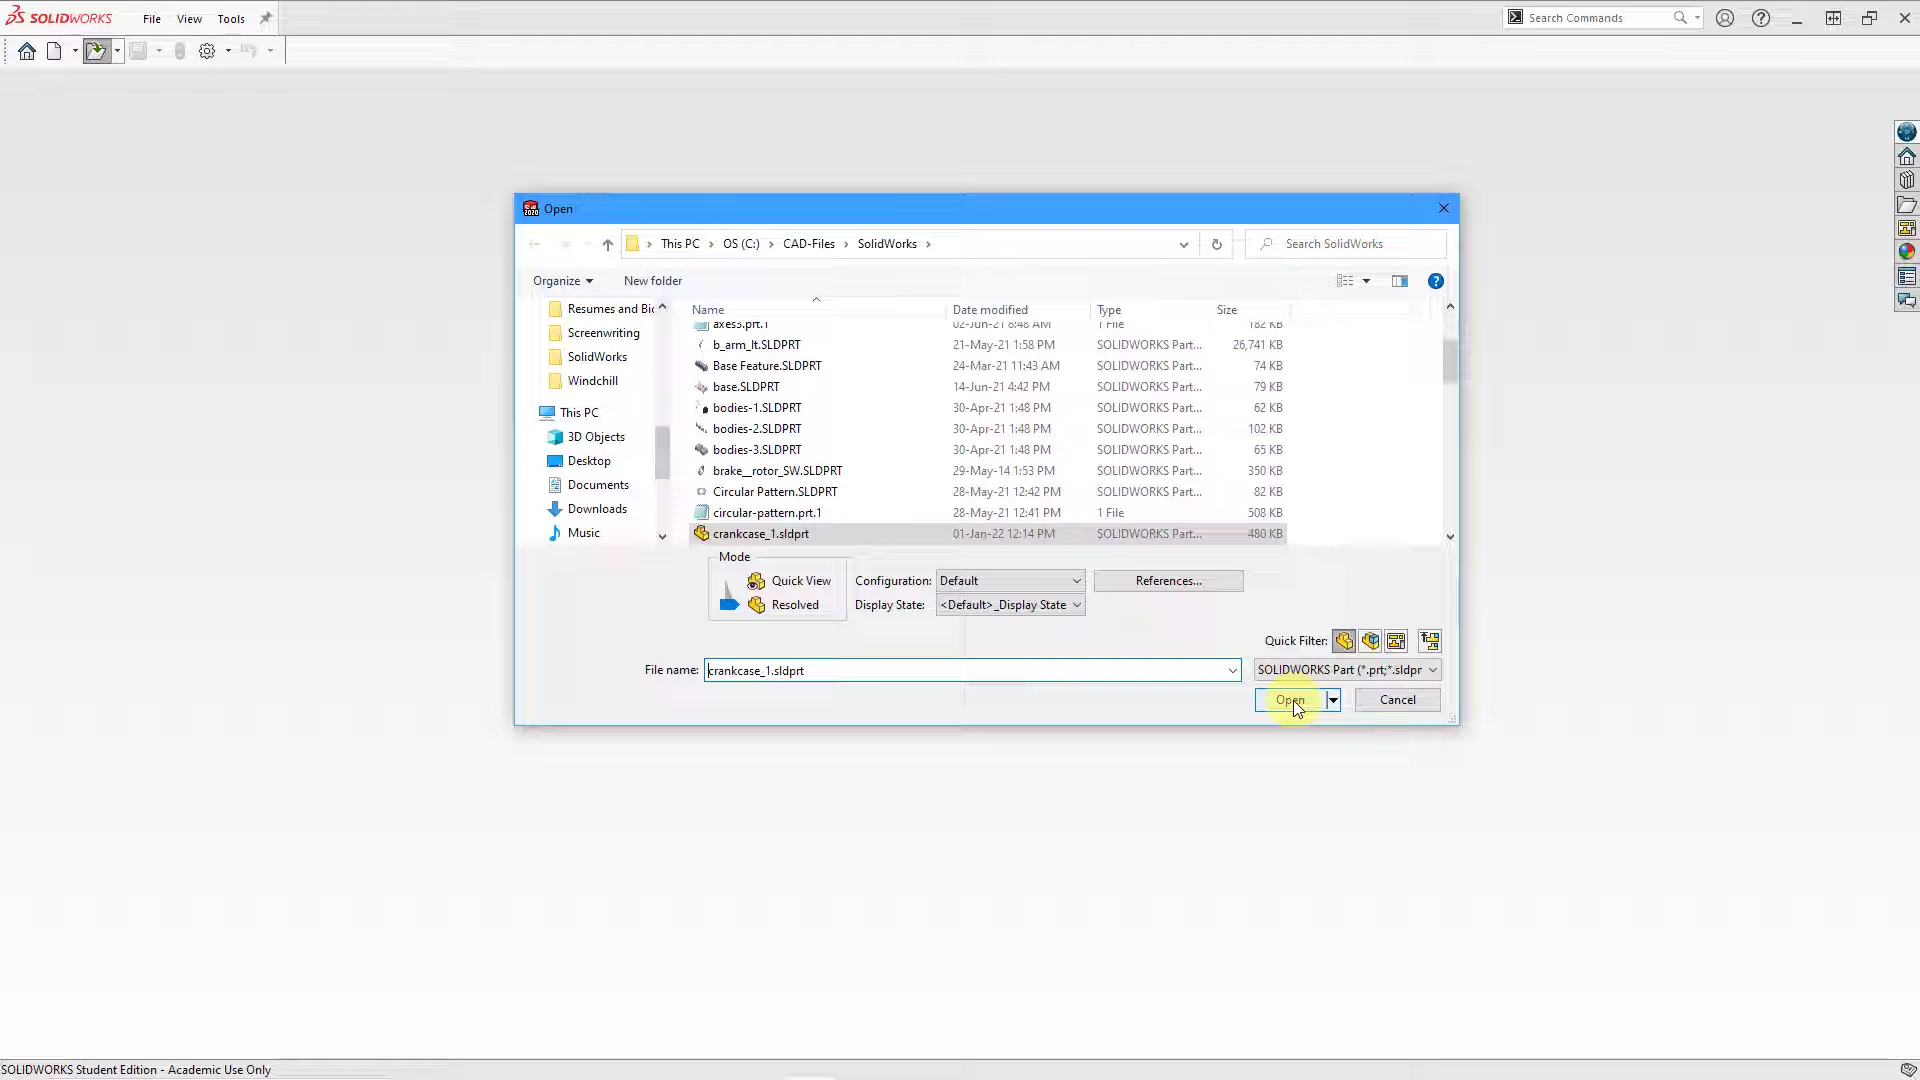 SOLIDWORKS File View Tools Search Commands
Open
This PC > OS (C:) > CAD-Files > SolidWorks > Search SolidWorks
Organize New folder
Name Date modified Type Size
Resumes and Bic
Screenwriting
SolidWorks
Windchill
This PC
3D Objects
Desktop
Documents
Downloads
Music
axes3.prt.1 02-Jun-21 8:48 AM 1 File 182 KB
b_arm_lt.SLDPRT 21-May-21 1:58 PM SOLIDWORKS Part... 26,741 KB
Base Feature.SLDPRT 24-Mar-21 11:43 AM SOLIDWORKS Part... 74 KB
base.SLDPRT 14-Jun-21 4:42 PM SOLIDWORKS Part... 79 KB
bodies-1.SLDPRT 30-Apr-21 1:48 PM SOLIDWORKS Part... 62 KB
bodies-2.SLDPRT 30-Apr-21 1:48 PM SOLIDWORKS Part... 102 KB
bodies-3.SLDPRT 30-Apr-21 1:48 PM SOLIDWORKS Part... 65 KB
brake__rotor_SW.SLDPRT 29-May-14 1:53 PM SOLIDWORKS Part... 350 KB
Circular Pattern.SLDPRT 28-May-21 12:42 PM SOLIDWORKS Part... 82 KB
circular-pattern.prt.1 28-May-21 12:41 PM 1 File 508 KB
crankcase_1.sldprt 01-Jan-22 12:14 PM SOLIDWORKS Part... 480 KB
Mode
Quick View Configuration: Default References...
Resolved Display State: <Default>_Display State
Quick Filter:
File name: crankcase_1.sldprt SOLIDWORKS Part (*.prt;*.sldpr
Open Cancel
SOLIDWORKS Student Edition - Academic Use Only